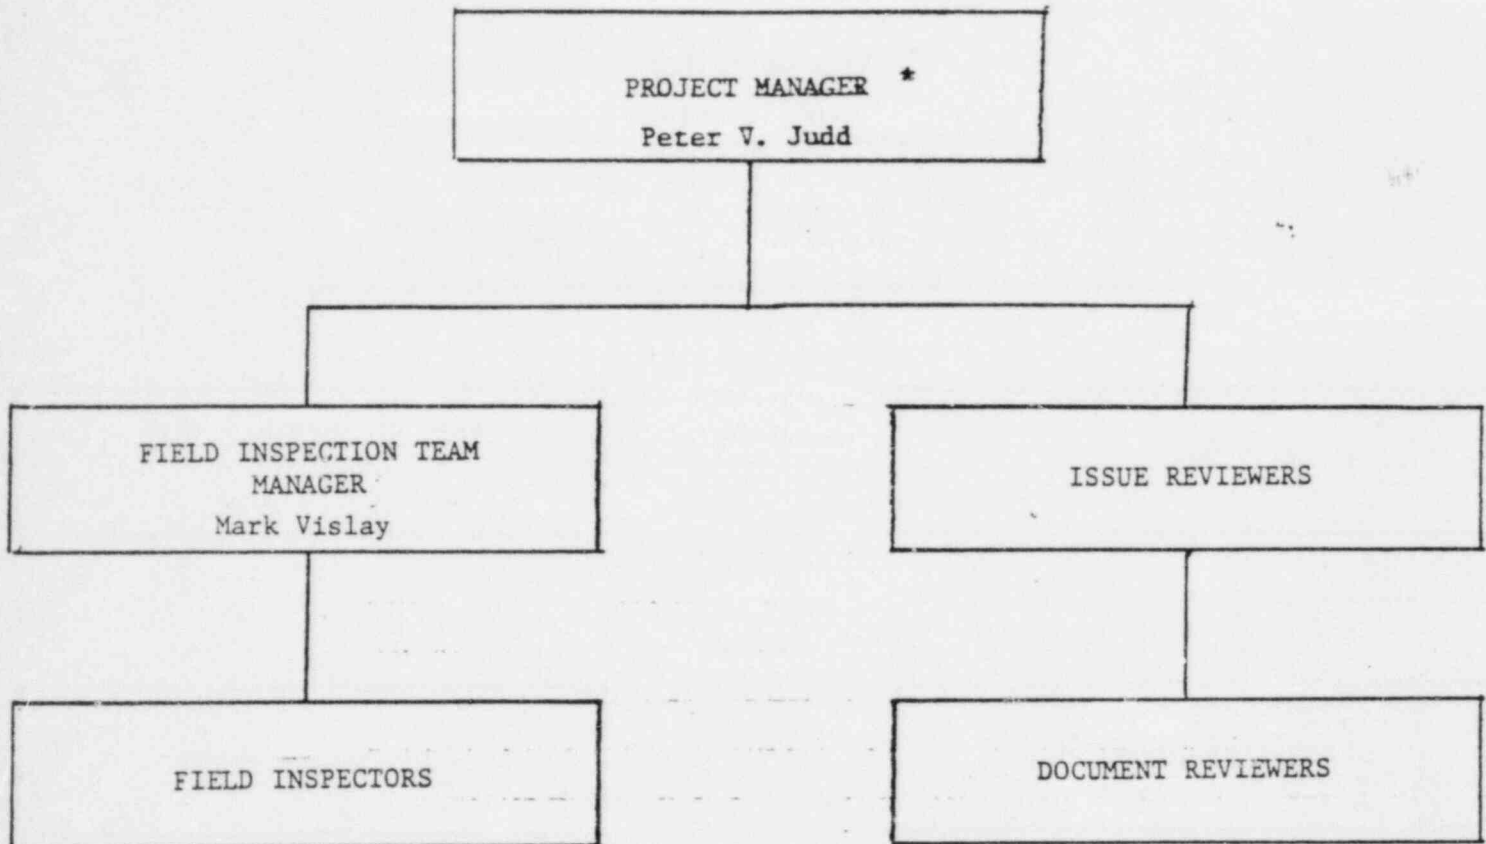 PROJECT MANAGER *
Peter V. Judd
FIELD INSPECTION TEAM
MANAGER
Mark Vislay
ISSUE REVIEWERS
FIELD INSPECTORS
DOCUMENT REVIEWERS